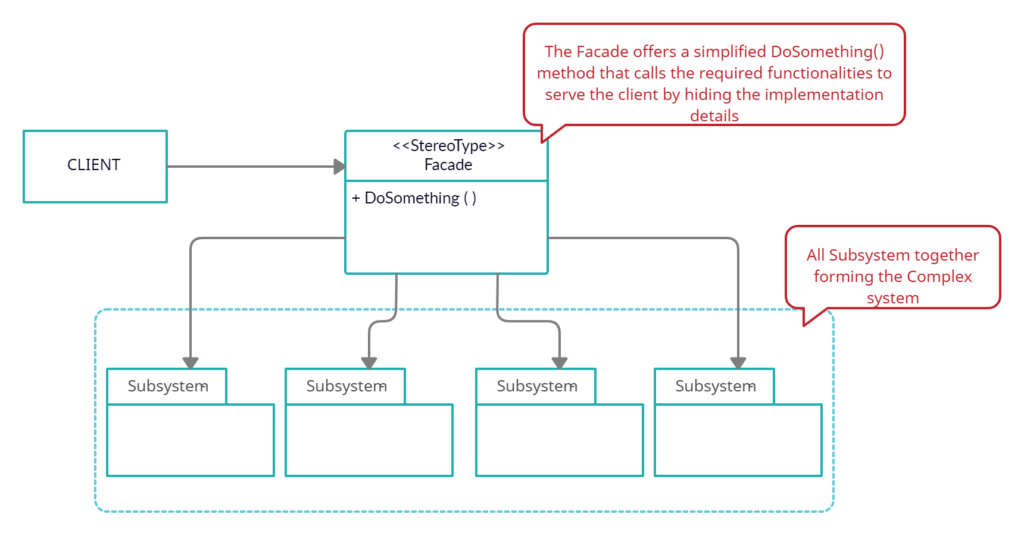 The Facade offers a simplified DoSomething()
method that calls the required functionalities to
serve the client by hiding the implementation
details
CLIENT
<<StereoType>>
Facade
+ DoSomething ( )
All Subsystem together
forming the Complex
system
Subsystem
Subsystem
Subsystem
Subsystem